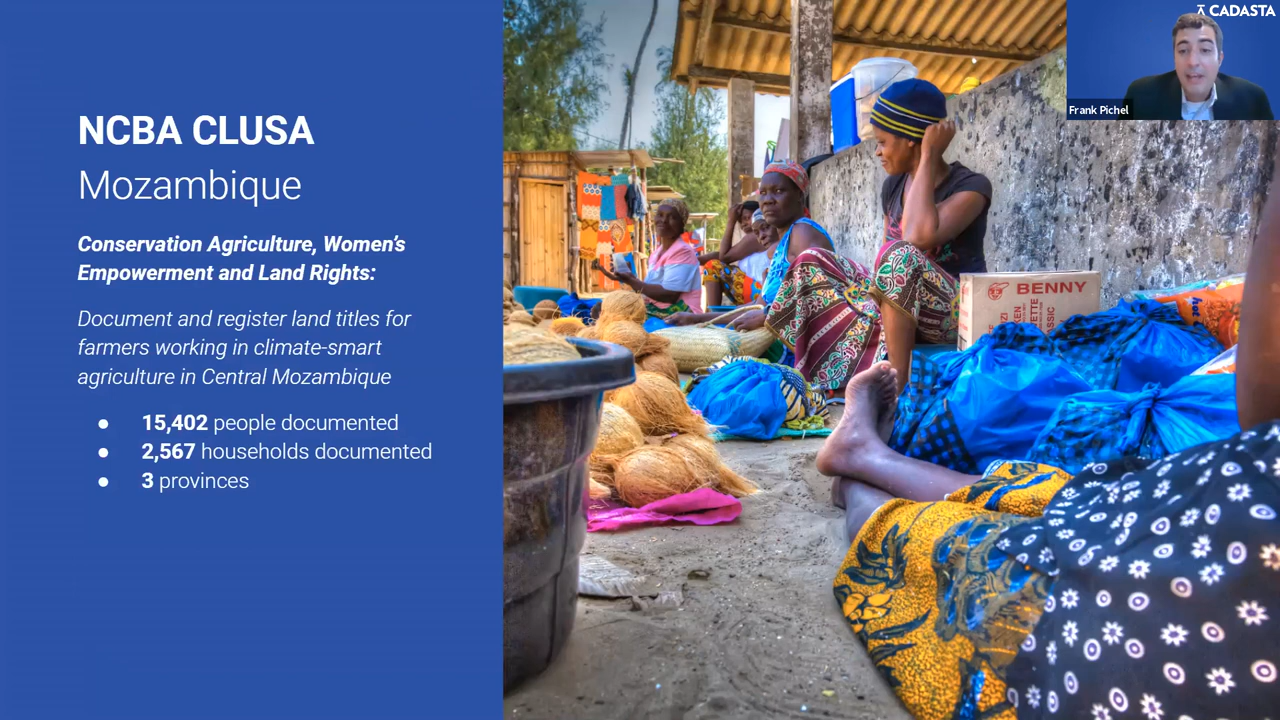 NCBA CLUSA
Mozambique
Conservation Agriculture, Women's
Empowerment and Land Rights:
Document and register land titles for
farmers working in climate-smart
agriculture in Central Mozambique
● 15,402 people documented
● 2,567 households documented
● 3 provinces
CADASTA
Frank Pichel
BENNY